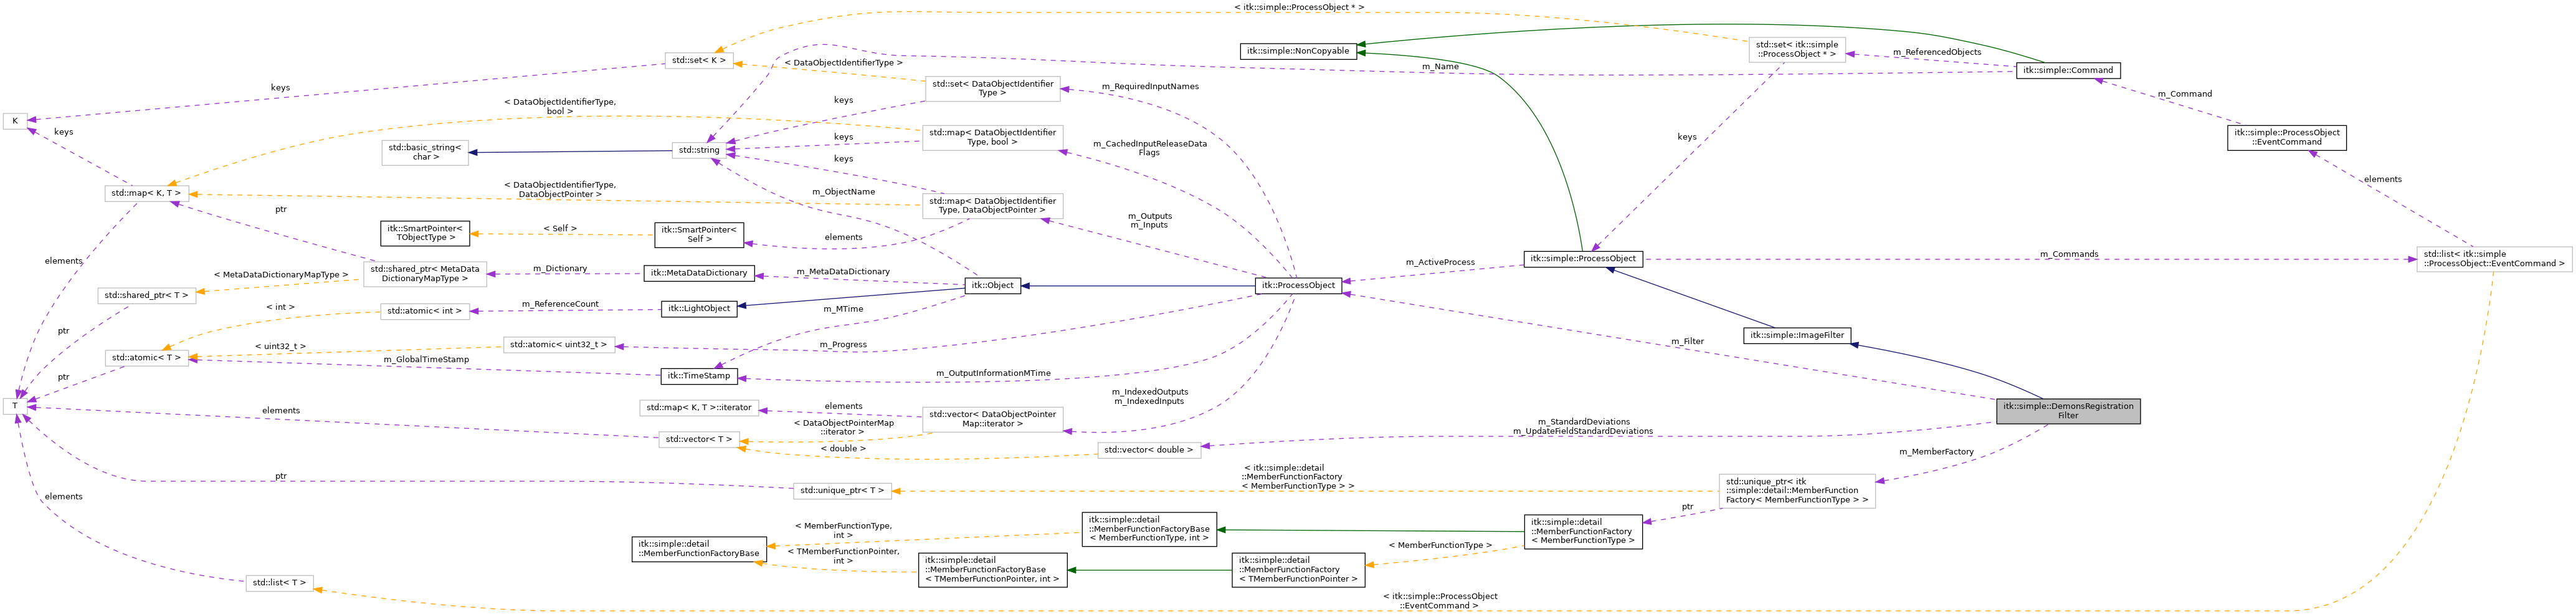 < itk::simple::ProcessObject * >
std::set< K >
< DataObjectIdentifierType >
itk::simple::NonCopyable
std::set< itk::simple
::ProcessObject * >
m_ReferencedObjects
itk::simple::Command
m_Name
keys
std::set< DataObjectIdentifier
Type >
m_RequiredInputNames
m_Command
keys
< DataObjectIdentifierType,
bool >
K
keys
std::map< DataObjectIdentifier
Type, bool >
keys
m_CachedInputReleaseData
Flags
keys
itk::simple::ProcessObject
::EventCommand
std::basic_string<
char >
std::string
keys
elements
std::map< K, T >
< DataObjectIdentifierType,
DataObjectPointer >
m_ObjectName
std::map< DataObjectIdentifier
Type, DataObjectPointer >
m_Outputs
m_Inputs
ptr
itk::SmartPointer<
TObjectType >
< Self >
itk::SmartPointer<
Self >
elements
elements
std::shared_ptr< MetaData
DictionaryMapType >
m_Dictionary
itk::MetaDataDictionary
m_MetaDataDictionary
m_ActiveProcess
itk::simple::ProcessObject
m_Commands
std::list< itk::simple
::ProcessObject::EventCommand >
< MetaDataDictionaryMapType >
itk::Object
itk::ProcessObject
std::shared_ptr< T >
< int >
std::atomic< int >
m_ReferenceCount
itk::LightObject
m_MTime
ptr
< uint32_t >
std::atomic< uint32_t >
m_Progress
m_Filter
itk::simple::ImageFilter
std::atomic< T >
m_GlobalTimeStamp
itk::TimeStamp
m_OutputInformationMTime
ptr
T
elements
std::map< K, T >::iterator
elements
std::vector< DataObjectPointer
Map::iterator >
m_IndexedOutputs
m_IndexedInputs
itk::simple::DemonsRegistration
Filter
< DataObjectPointerMap
::iterator >
std::vector< T >
< double >
std::vector< double >
m_StandardDeviations
m_UpdateFieldStandardDeviations
m_MemberFactory
ptr
std::unique_ptr< T >
< itk::simple::detail
::MemberFunctionFactory
< MemberFunctionType > >
std::unique_ptr< itk
::simple::detail::MemberFunction
Factory< MemberFunctionType > >
elements
ptr
itk::simple::detail
::MemberFunctionFactoryBase
< MemberFunctionType,
int >
itk::simple::detail
::MemberFunctionFactoryBase
< MemberFunctionType, int >
itk::simple::detail
::MemberFunctionFactory
< MemberFunctionType >
< TMemberFunctionPointer,
int >
itk::simple::detail
::MemberFunctionFactoryBase
< TMemberFunctionPointer, int >
itk::simple::detail
::MemberFunctionFactory
< TMemberFunctionPointer >
< MemberFunctionType >
std::list< T >
< itk::simple::ProcessObject
::EventCommand >